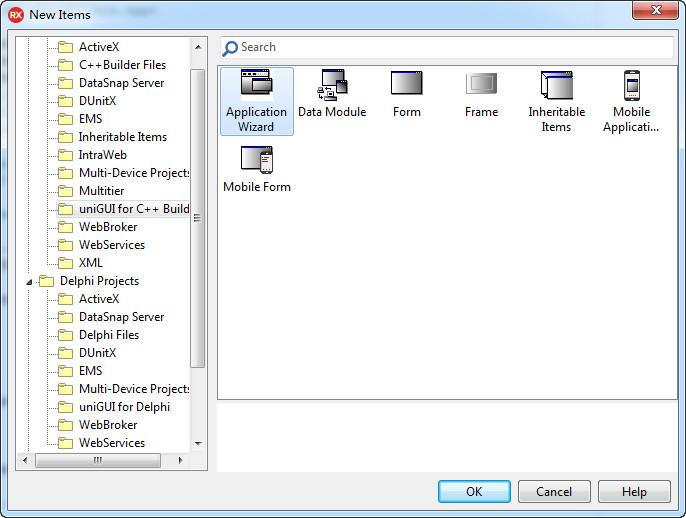 RX New Items
ActiveX
C++Builder Files
DataSnap Server
DUnitX
EMS
Inheritable Items
IntraWeb
Multi-Device Projects
Multitier
uniGUI for C++ Build
WebBroker
WebServices
XML
Delphi Projects
ActiveX
DataSnap Server
Delphi Files
DUnitX
EMS
Multi-Device Projects
uniGUI for Delphi
WebBroker
WebServices
Search
Application
Wizard
Data Module
Form
Frame
Inheritable
Items
Mobile
Applicati...
Mobile Form
OK
Cancel
Help